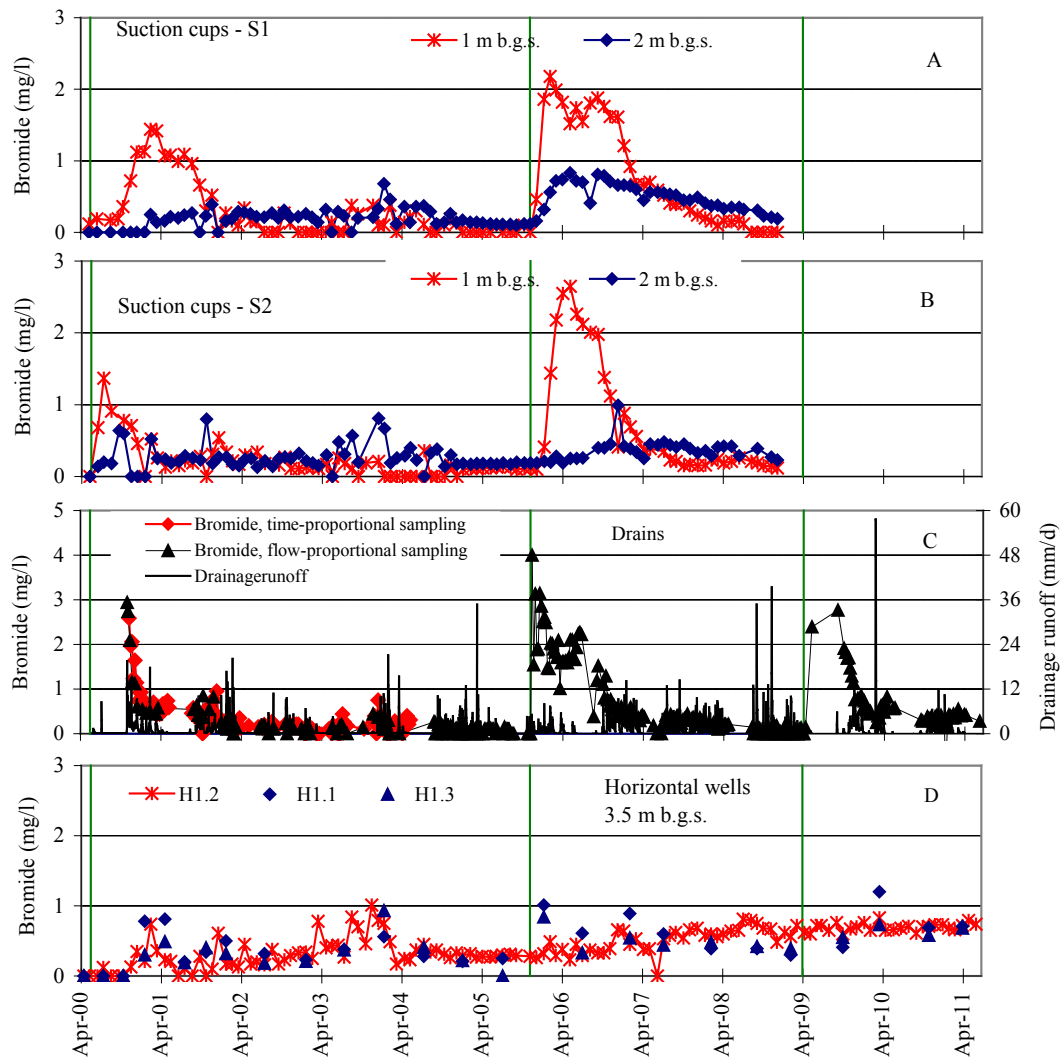 3
2
1
0
Bromide (mg/l)
Suction cups - S1
1 m b.g.s.
2 m b.g.s.
A
3
2
1
0
Bromide (mg/l)
Suction cups - S2
1 m b.g.s.
2 m b.g.s.
B
5
4
3
2
1
0
Bromide (mg/l)
Bromide, time-proportional sampling
Bromide, flow-proportional sampling
Drainagerunoff
Drains
C
60
48
36
24
12
0
Drainage runoff (mm/d)
3
2
1
0
Bromide (mg/l)
H1.2
H1.1
H1.3
Horizontal wells
3.5 m b.g.s.
D
Apr-00
Apr-01
Apr-02
Apr-03
Apr-04
Apr-05
Apr-06
Apr-07
Apr-08
Apr-09
Apr-10
Apr-11